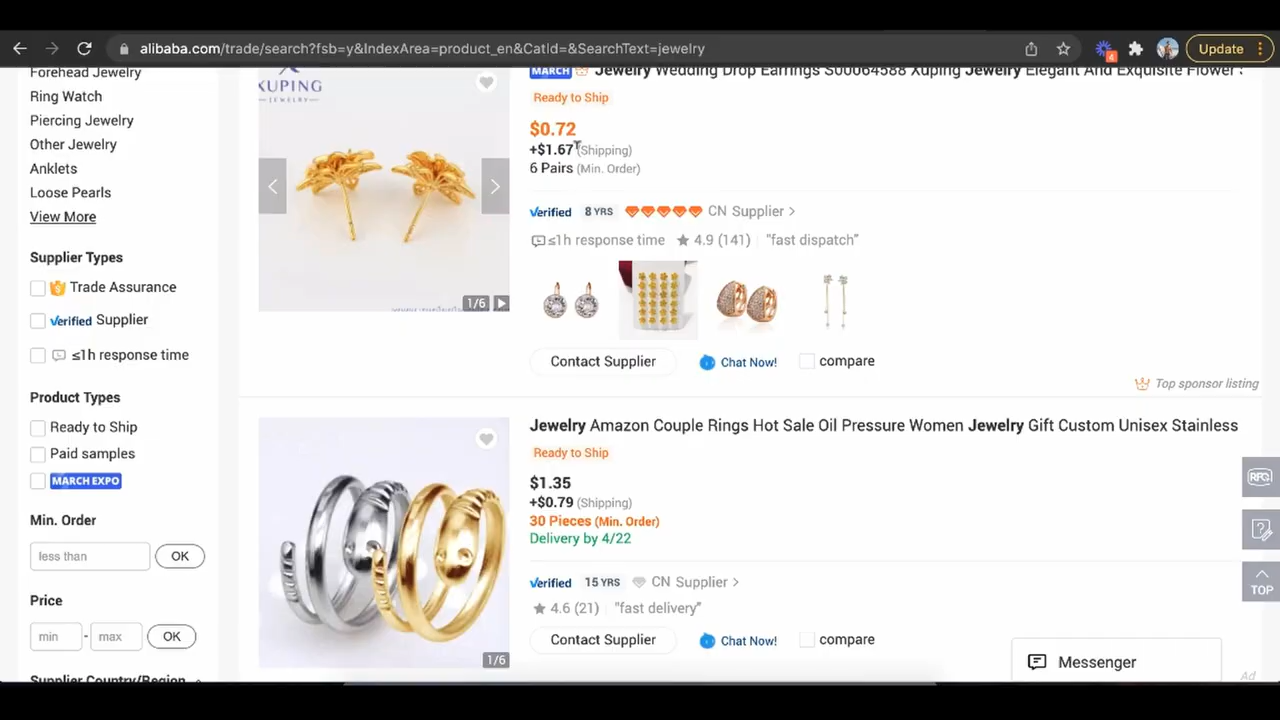 alibaba.com/trade/search?fsb=y&IndexArea=product_en&CatId=&SearchText=jewelry
4
Update
Forehead Jewelry
Ring Watch
Piercing Jewelry
Other Jewelry
Anklets
Loose Pearls
View More
Supplier Types
Trade Assurance
Verified Supplier
≤1h response time
Product Types
Ready to Ship
Paid samples
MARCH EXPO
Min. Order
less than
OK
Price
min - max
OK
Supplier Country/Region
XUPING
JEWELRY
1/6
MARCH Jewelry Wedding Drop Earrings S00064588 Xuping Jewelry Elegant And Exquisite Flower
Ready to Ship
$0.72
+$1.67 (Shipping)
6 Pairs (Min. Order)
Verified 8 YRS CN Supplier >
≤1h response time 4.9 (141) "fast dispatch"
Contact Supplier
Chat Now!
compare
Top sponsor listing
1/6
Jewelry Amazon Couple Rings Hot Sale Oil Pressure Women Jewelry Gift Custom Unisex Stainless
Ready to Ship
$1.35
+$0.79 (Shipping)
30 Pieces (Min. Order)
Delivery by 4/22
Verified 15 YRS CN Supplier >
4.6 (21) "fast delivery"
Contact Supplier
Chat Now!
compare
RFQ
TOP
Messenger
Ad